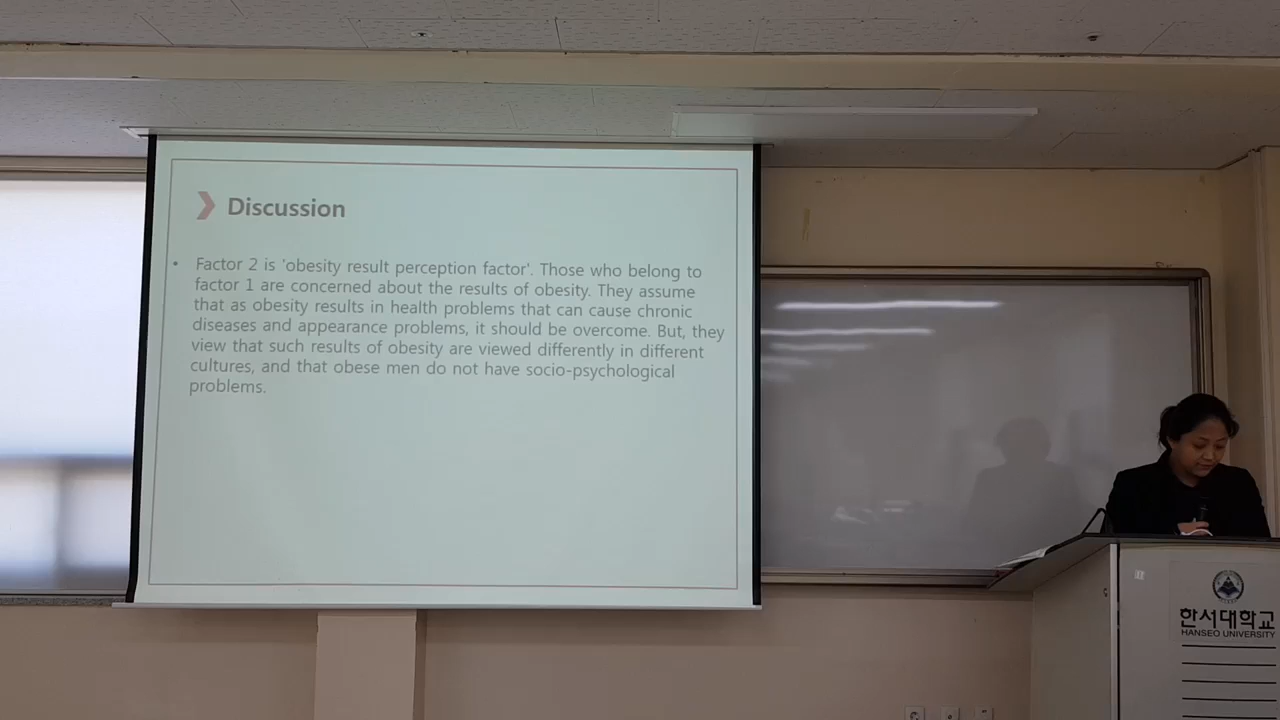 Discussion
• Factor 2 is 'obesity result perception factor'. Those who belong to
factor 1 are concerned about the results of obesity. They assume
that as obesity results in health problems that can cause chronic
diseases and appearance problems, it should be overcome. But, they
view that such results of obesity are viewed differently in different
cultures, and that obese men do not have socio-psychological
problems.
한서대학교
HANSEO UNIVERSITY